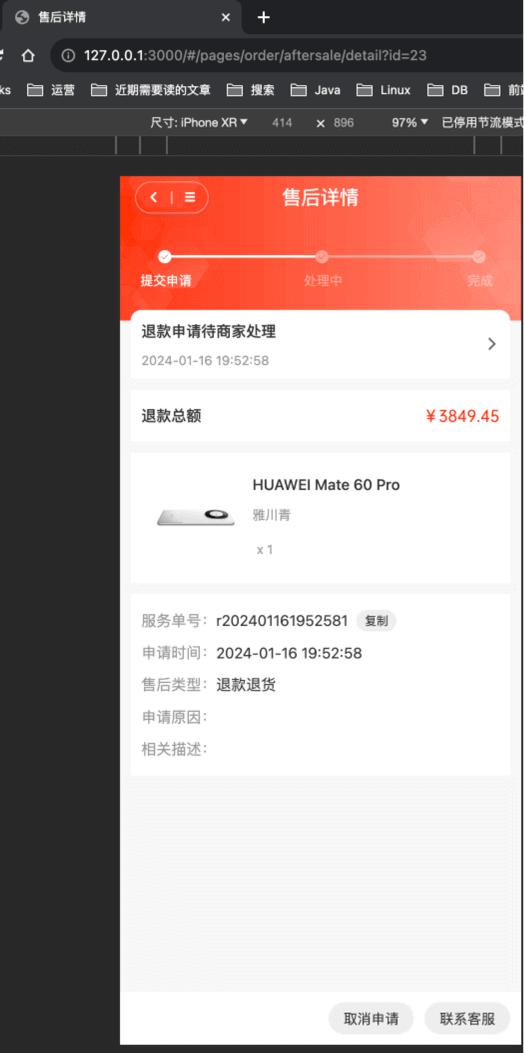 售后详情
127.0.0.1:3000/#/pages/order/aftersale/detail?id=23
ks 运营 近期需要读的文章 搜索 Java Linux DB 前
尺寸: iPhone XR 414 × 896 97% 已停用节流模式
售后详情
提交申请 处理中 完成
退款申请待商家处理
2024-01-16 19:52:58
退款总额 ¥3849.45
HUAWEI Mate 60 Pro
雅川青
x 1
服务单号: r202401161952581 复制
申请时间: 2024-01-16 19:52:58
售后类型: 退款退货
申请原因:
相关描述:
取消申请 联系客服